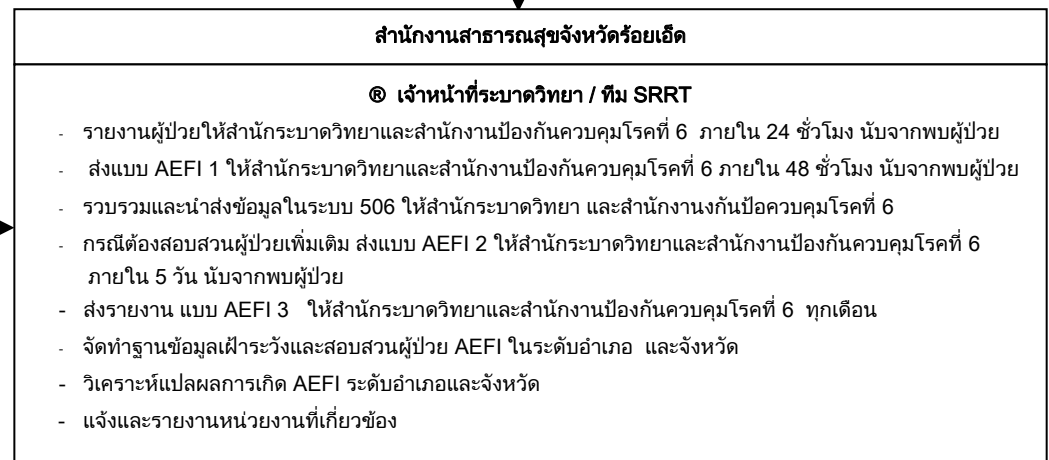 สำนักงานสาธารณสุขจังหวัดร้อยเอ็ด
® เจ้าหน้าที่ระบาดวิทยา / ทีม SRRT
- รายงานผู้ป่วยให้สำนักระบาดวิทยาและสำนักงานป้องกันควบคุมโรคที่ 6 ภายใน 24 ชั่วโมง นับจากพบผู้ป่วย
- ส่งแบบ AEFI 1 ให้สำนักระบาดวิทยาและสำนักงานป้องกันควบคุมโรคที่ 6 ภายใน 48 ชั่วโมง นับจากพบผู้ป่วย
- รวบรวมและนำส่งข้อมูลในระบบ 506 ให้สำนักระบาดวิทยา และสำนักงานงกันป้อควบคุมโรคที่ 6
- กรณีต้องสอบสวนผู้ป่วยเพิ่มเติม ส่งแบบ AEFI 2 ให้สำนักระบาดวิทยาและสำนักงานป้องกันควบคุมโรคที่ 6
ภายใน 5 วัน นับจากพบผู้ป่วย
- ส่งรายงาน แบบ AEFI 3 ให้สำนักระบาดวิทยาและสำนักงานป้องกันควบคุมโรคที่ 6 ทุกเดือน
- จัดทำฐานข้อมูลเฝ้าระวังและสอบสวนผู้ป่วย AEFI ในระดับอำเภอ และจังหวัด
- วิเคราะห์แปลผลการเกิด AEFI ระดับอำเภอและจังหวัด
- แจ้งและรายงานหน่วยงานที่เกี่ยวข้อง